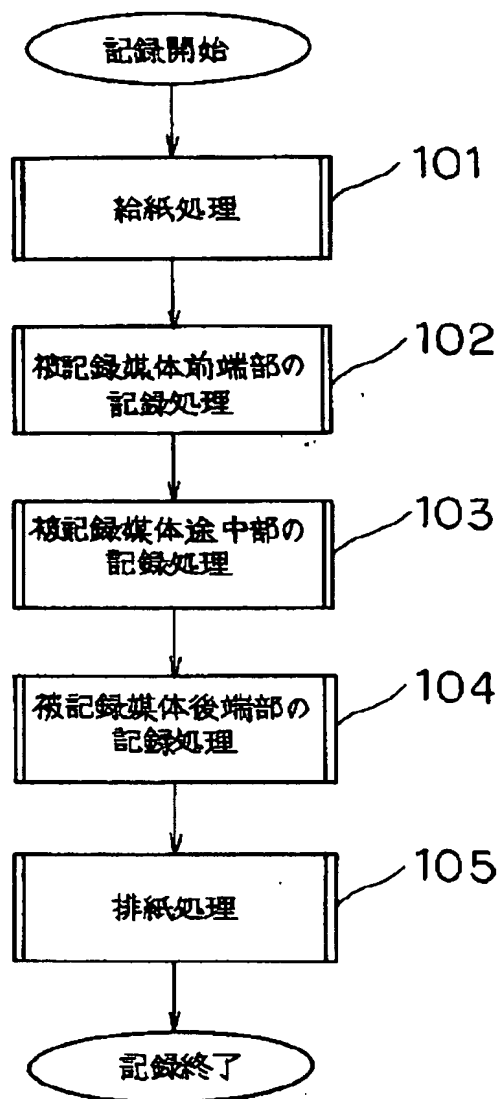 記録開始
101
給紙処理
102
被記録媒体前端部の
記録処理
103
被記録媒体途中部の
記録処理
104
被記録媒体後端部の
記録処理
105
排紙処理
記録終了